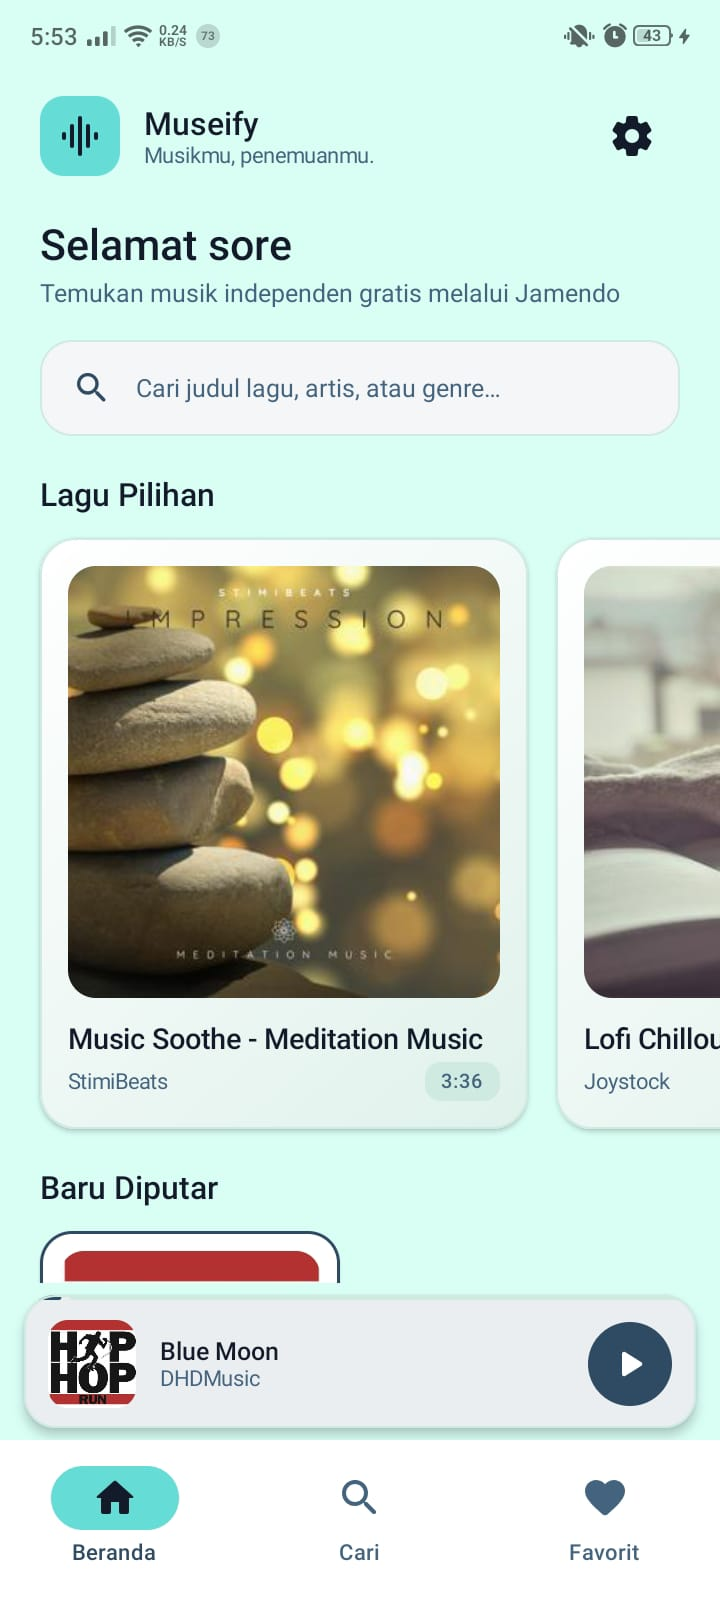 5:53 0.24 KB/S 73 43
Museify
Musikmu, penemuanmu.
Selamat sore
Temukan musik independen gratis melalui Jamendo
Cari judul lagu, artis, atau genre...
Lagu Pilihan
STIMIBEATS
IMPRESSION
MEDITATION MUSIC
Music Soothe - Meditation Music
StimiBeats
3:36
Lofi Chillou
Joystock
Baru Diputar
HIP
HOP
RUN
Blue Moon
DHDMusic
Beranda
Cari
Favorit